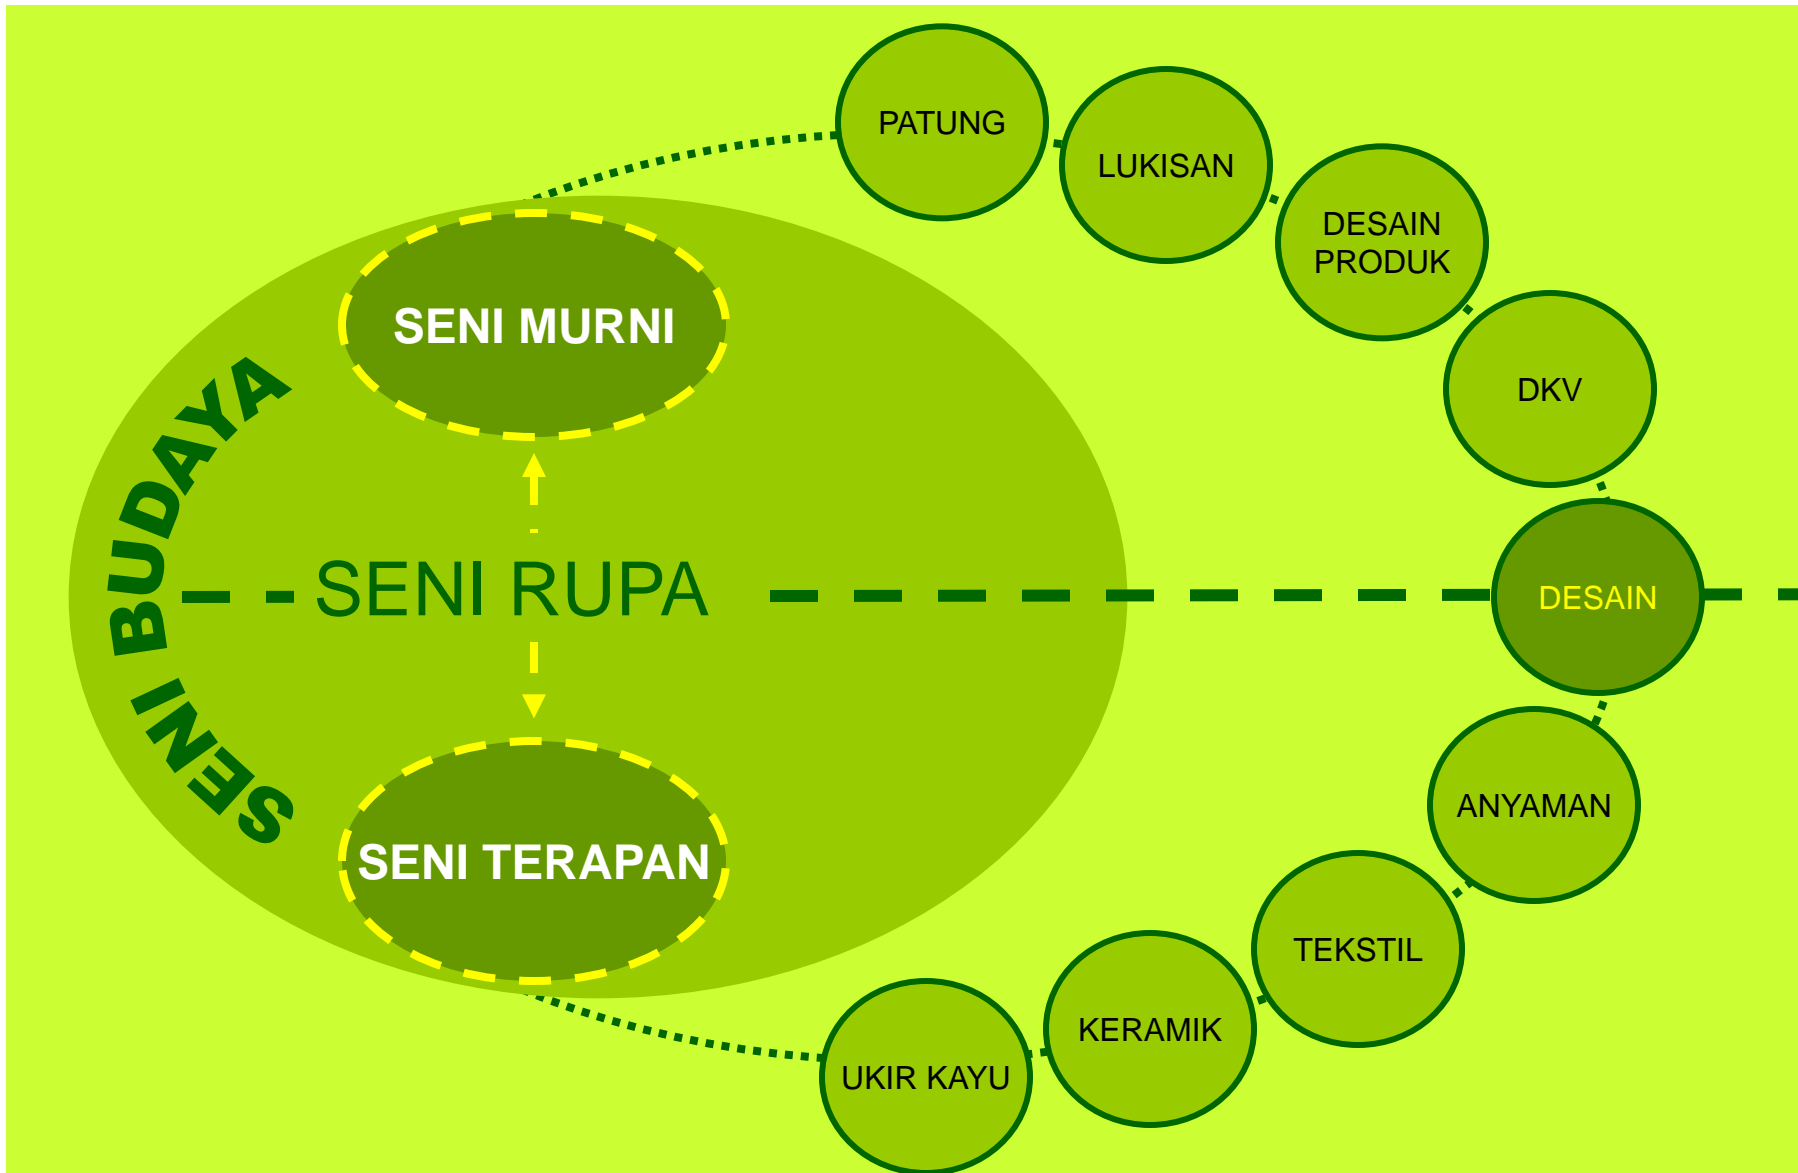 SENI BUDAYA
SENI MURNI
SENI RUPA
SENI TERAPAN
PATUNG
LUKISAN
DESAIN
PRODUK
DKV
DESAIN
ANYAMAN
TEKSTIL
KERAMIK
UKIR KAYU